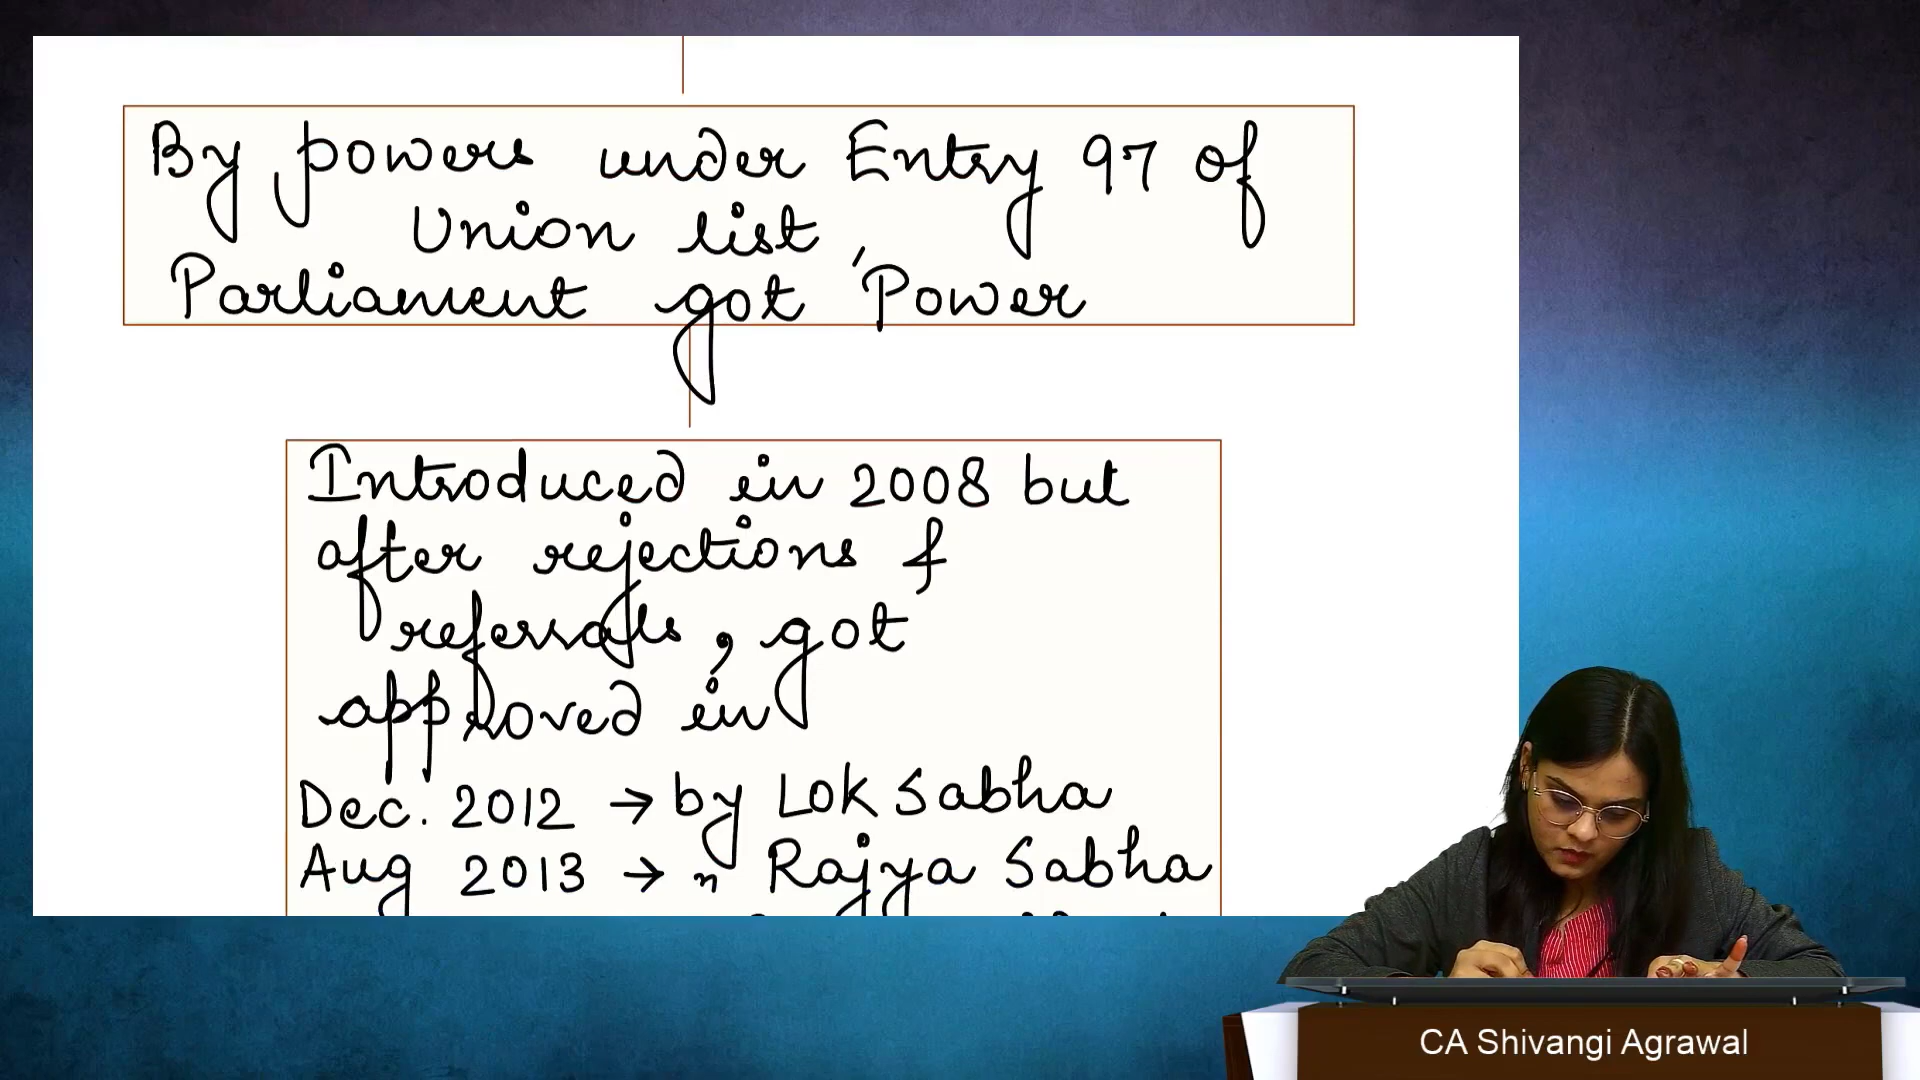 By powers under Entry 97 of
Union list,
Parliament got 'Power
Introduced in 2008 but
after rejections &
referrals, got
approved in
Dec. 2012 → by Lok Sabha
Aug 2013 → " Rajya Sabha
CA Shivangi Agrawal